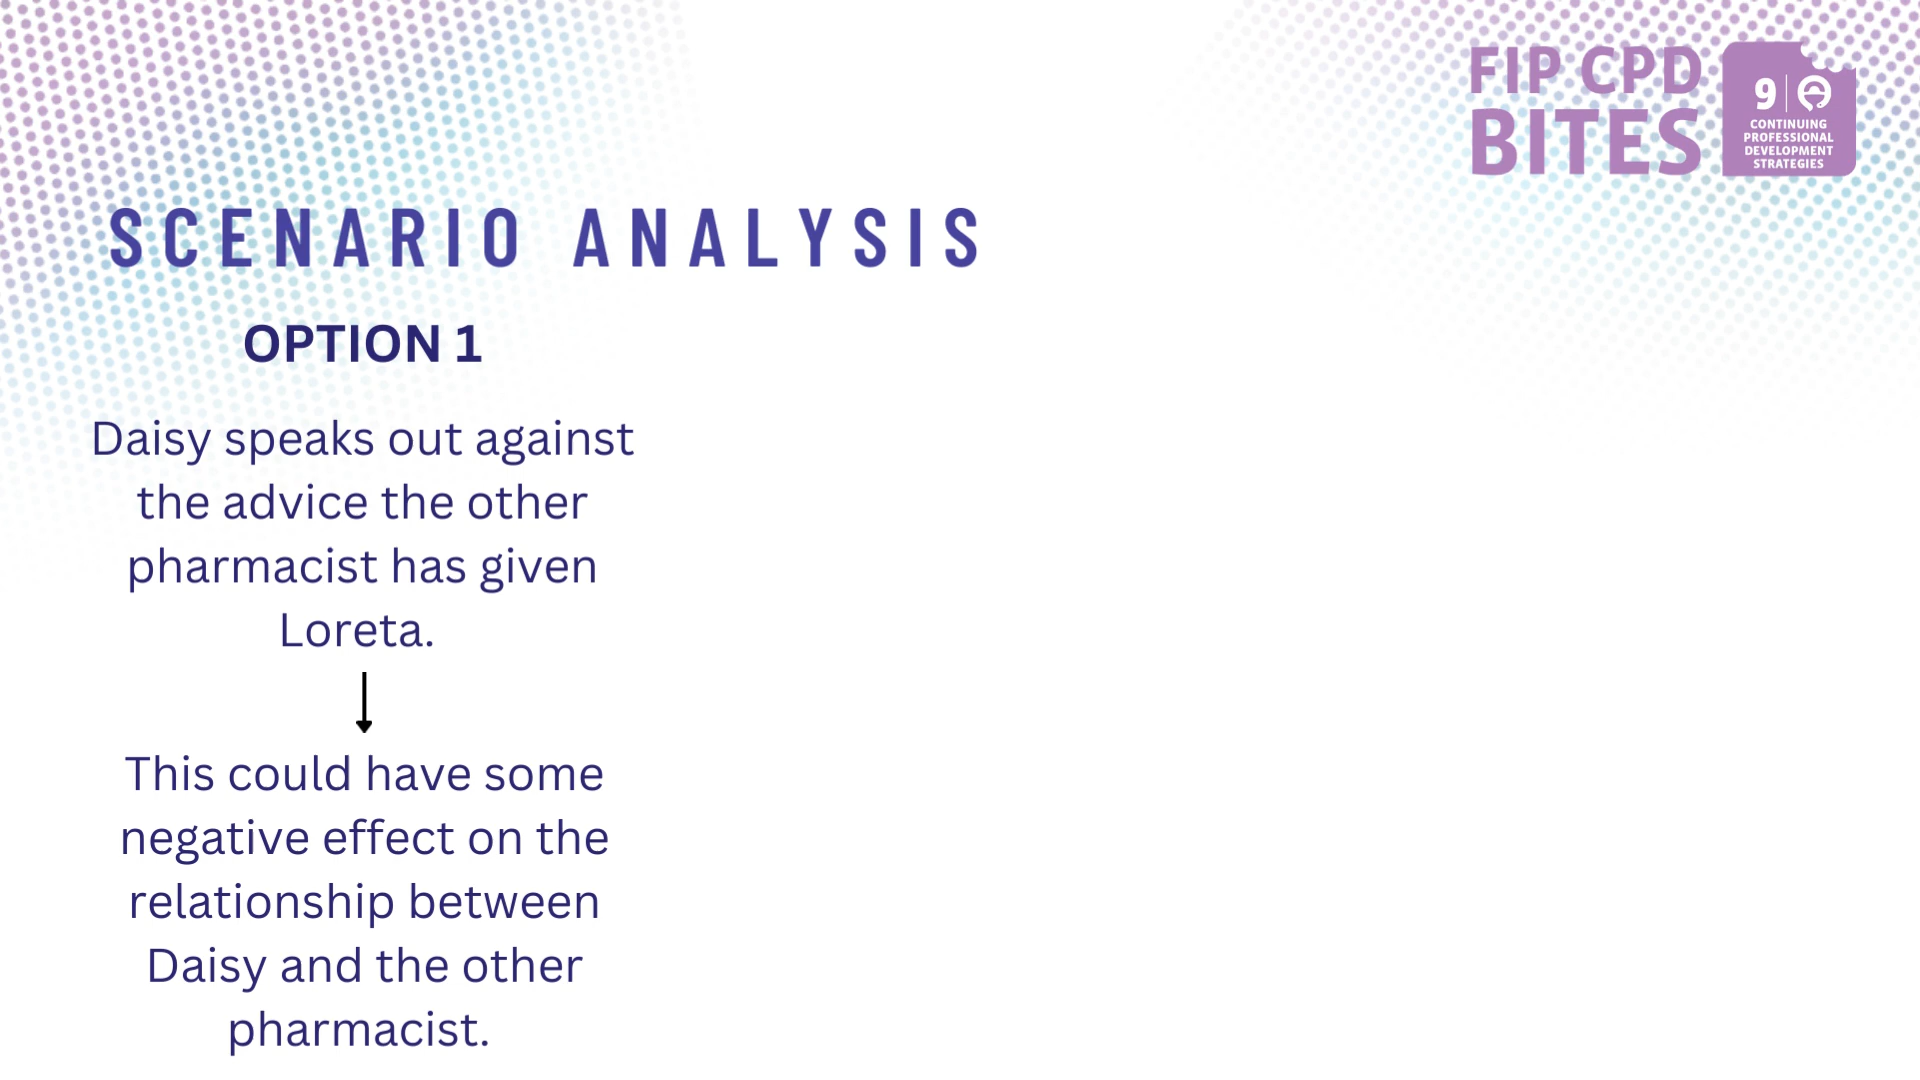 FIP CPD
BITES
9
CONTINUING
PROFESSIONAL
DEVELOPMENT
STRATEGIES
SCENARIO ANALYSIS
OPTION 1
Daisy speaks out against
the advice the other
pharmacist has given
Loreta.
This could have some
negative effect on the
relationship between
Daisy and the other
pharmacist.